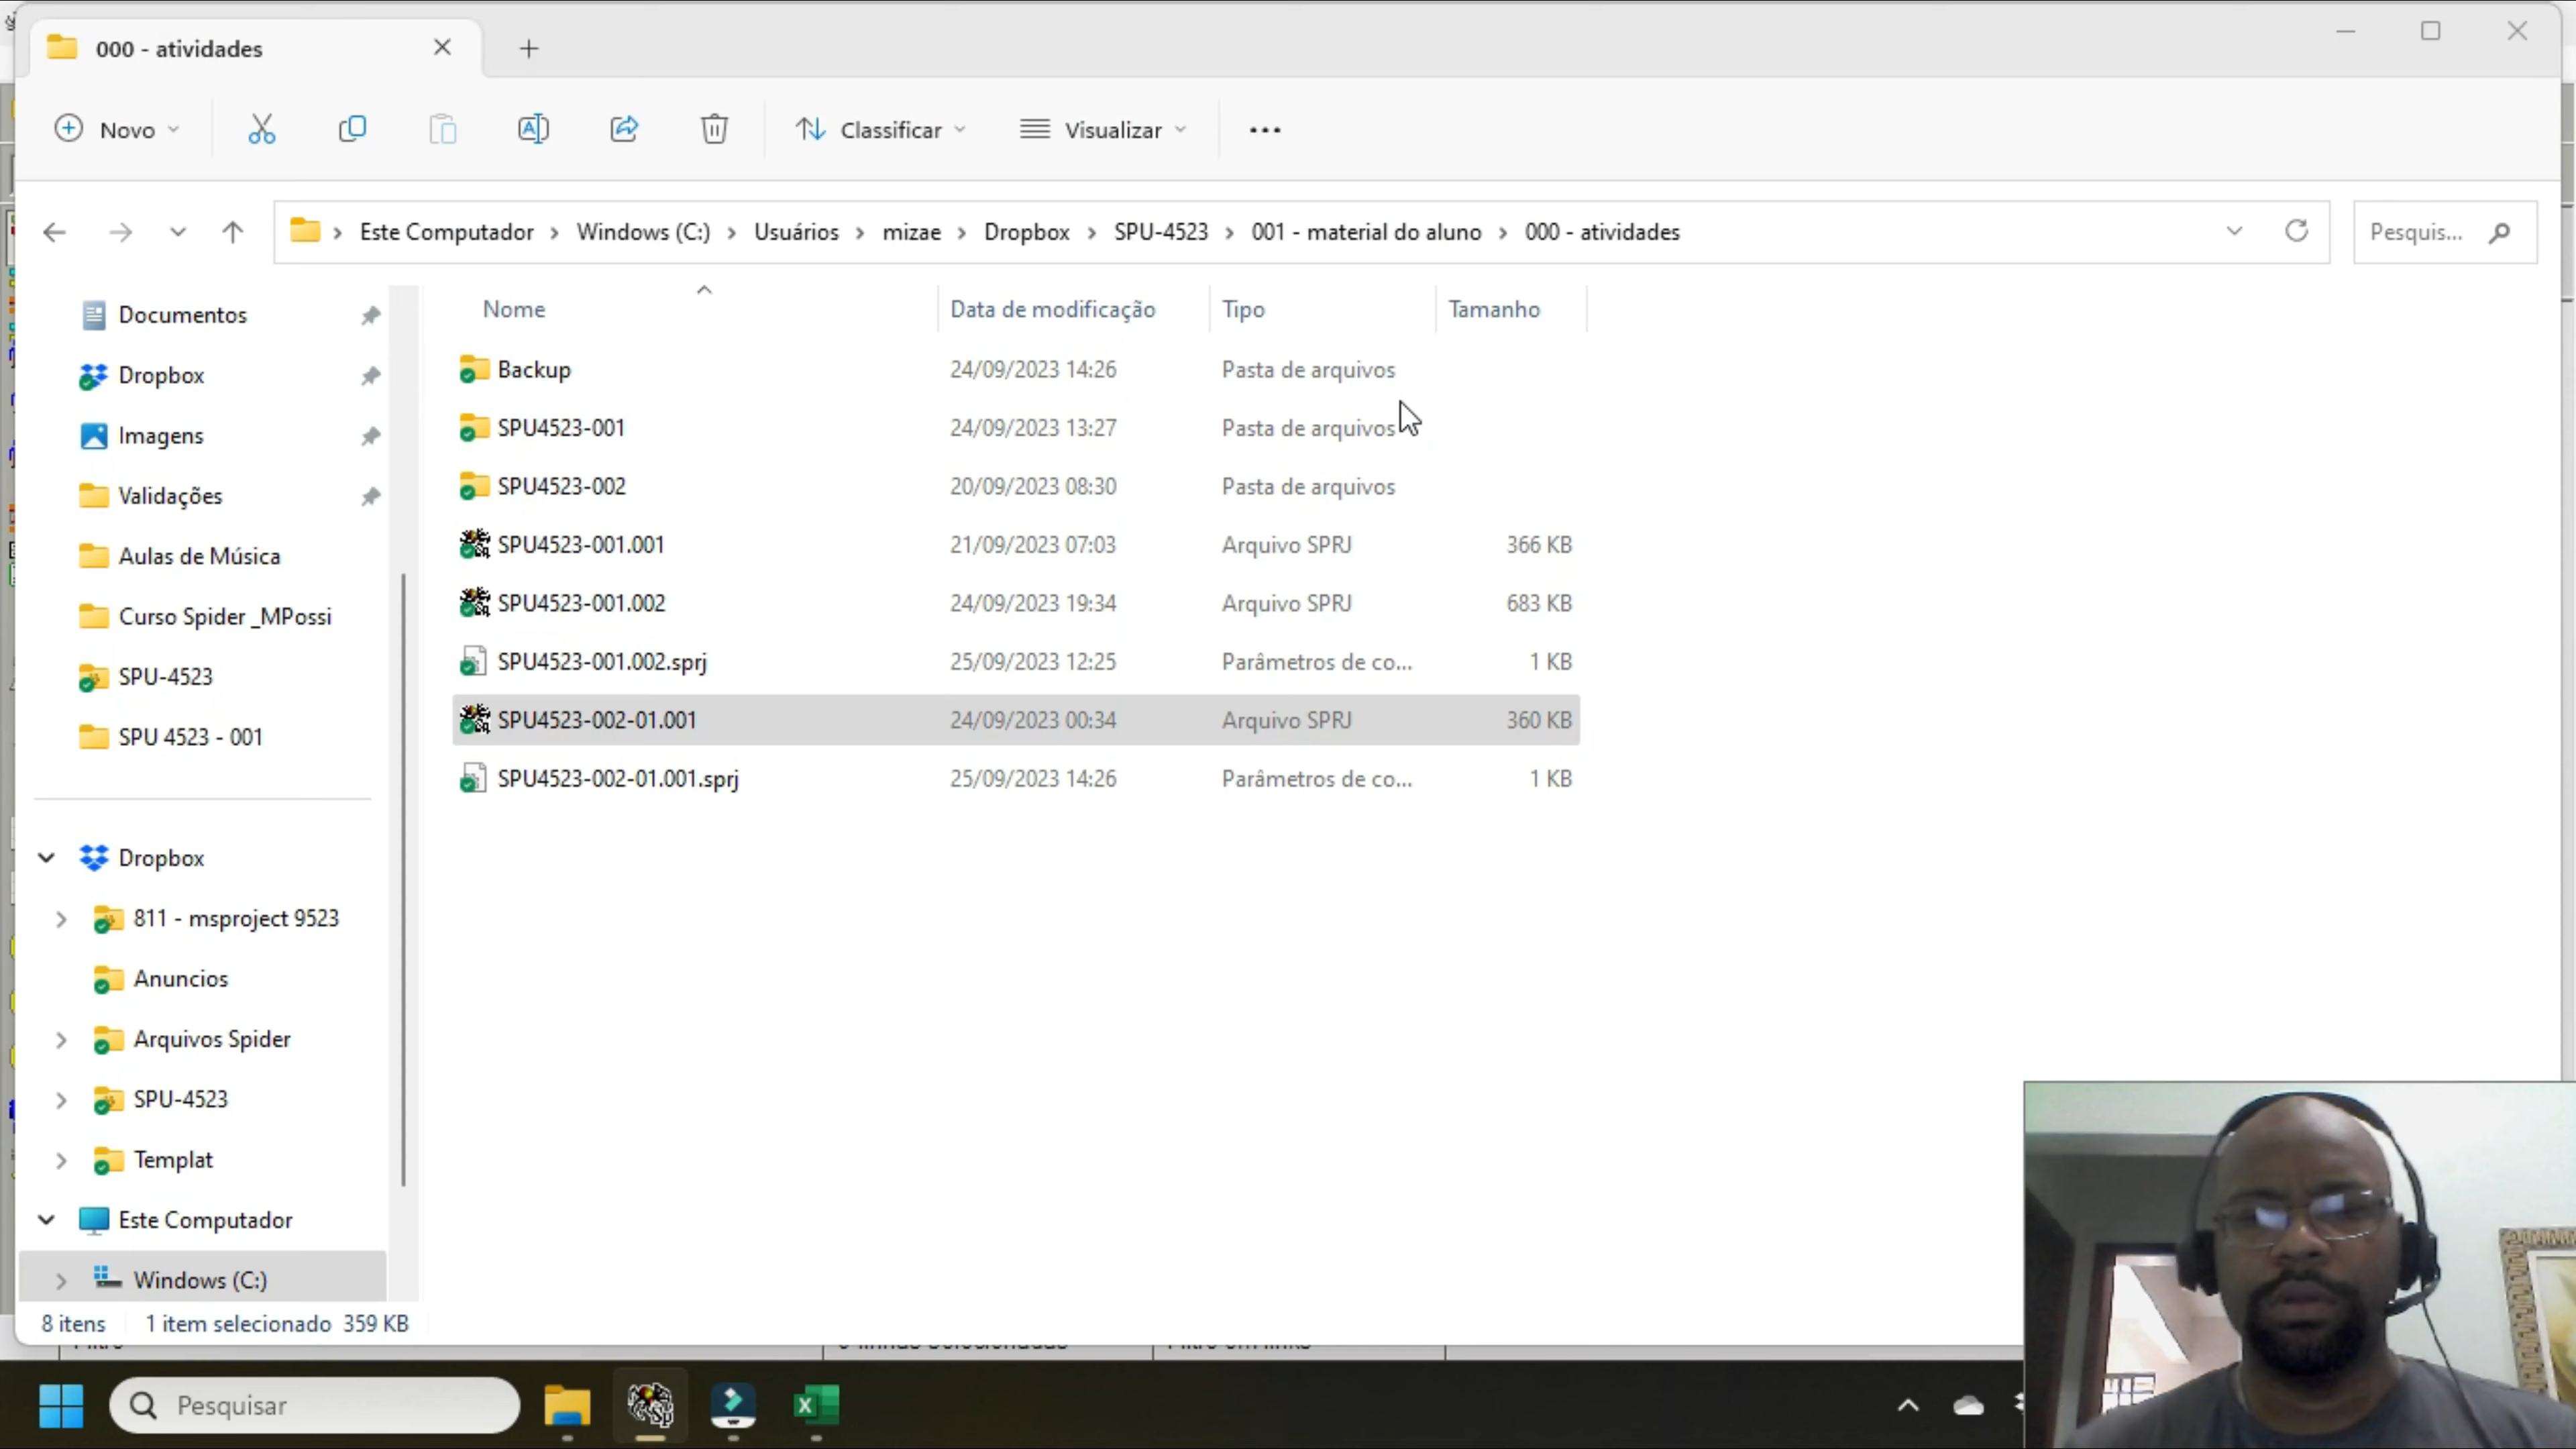 000 - atividades
Novo
Classificar
Visualizar
Este Computador > Windows (C:) > Usuários > mizae > Dropbox > SPU-4523 > 001 - material do aluno > 000 - atividades
Pesquis...
Nome Data de modificação Tipo Tamanho
Backup 24/09/2023 14:26 Pasta de arquivos
SPU4523-001 24/09/2023 13:27 Pasta de arquivos
SPU4523-002 20/09/2023 08:30 Pasta de arquivos
SPU4523-001.001 21/09/2023 07:03 Arquivo SPRJ 366 KB
SPU4523-001.002 24/09/2023 19:34 Arquivo SPRJ 683 KB
SPU4523-001.002.sprj 25/09/2023 12:25 Parâmetros de co... 1 KB
SPU4523-002-01.001 24/09/2023 00:34 Arquivo SPRJ 360 KB
SPU4523-002-01.001.sprj 25/09/2023 14:26 Parâmetros de co... 1 KB
Documentos
Dropbox
Imagens
Validações
Aulas de Música
Curso Spider _MPossi
SPU-4523
SPU 4523 - 001
Dropbox
811 - msproject 9523
Anuncios
Arquivos Spider
SPU-4523
Templat
Este Computador
Windows (C:)
8 itens 1 item selecionado 359 KB
Pesquisar